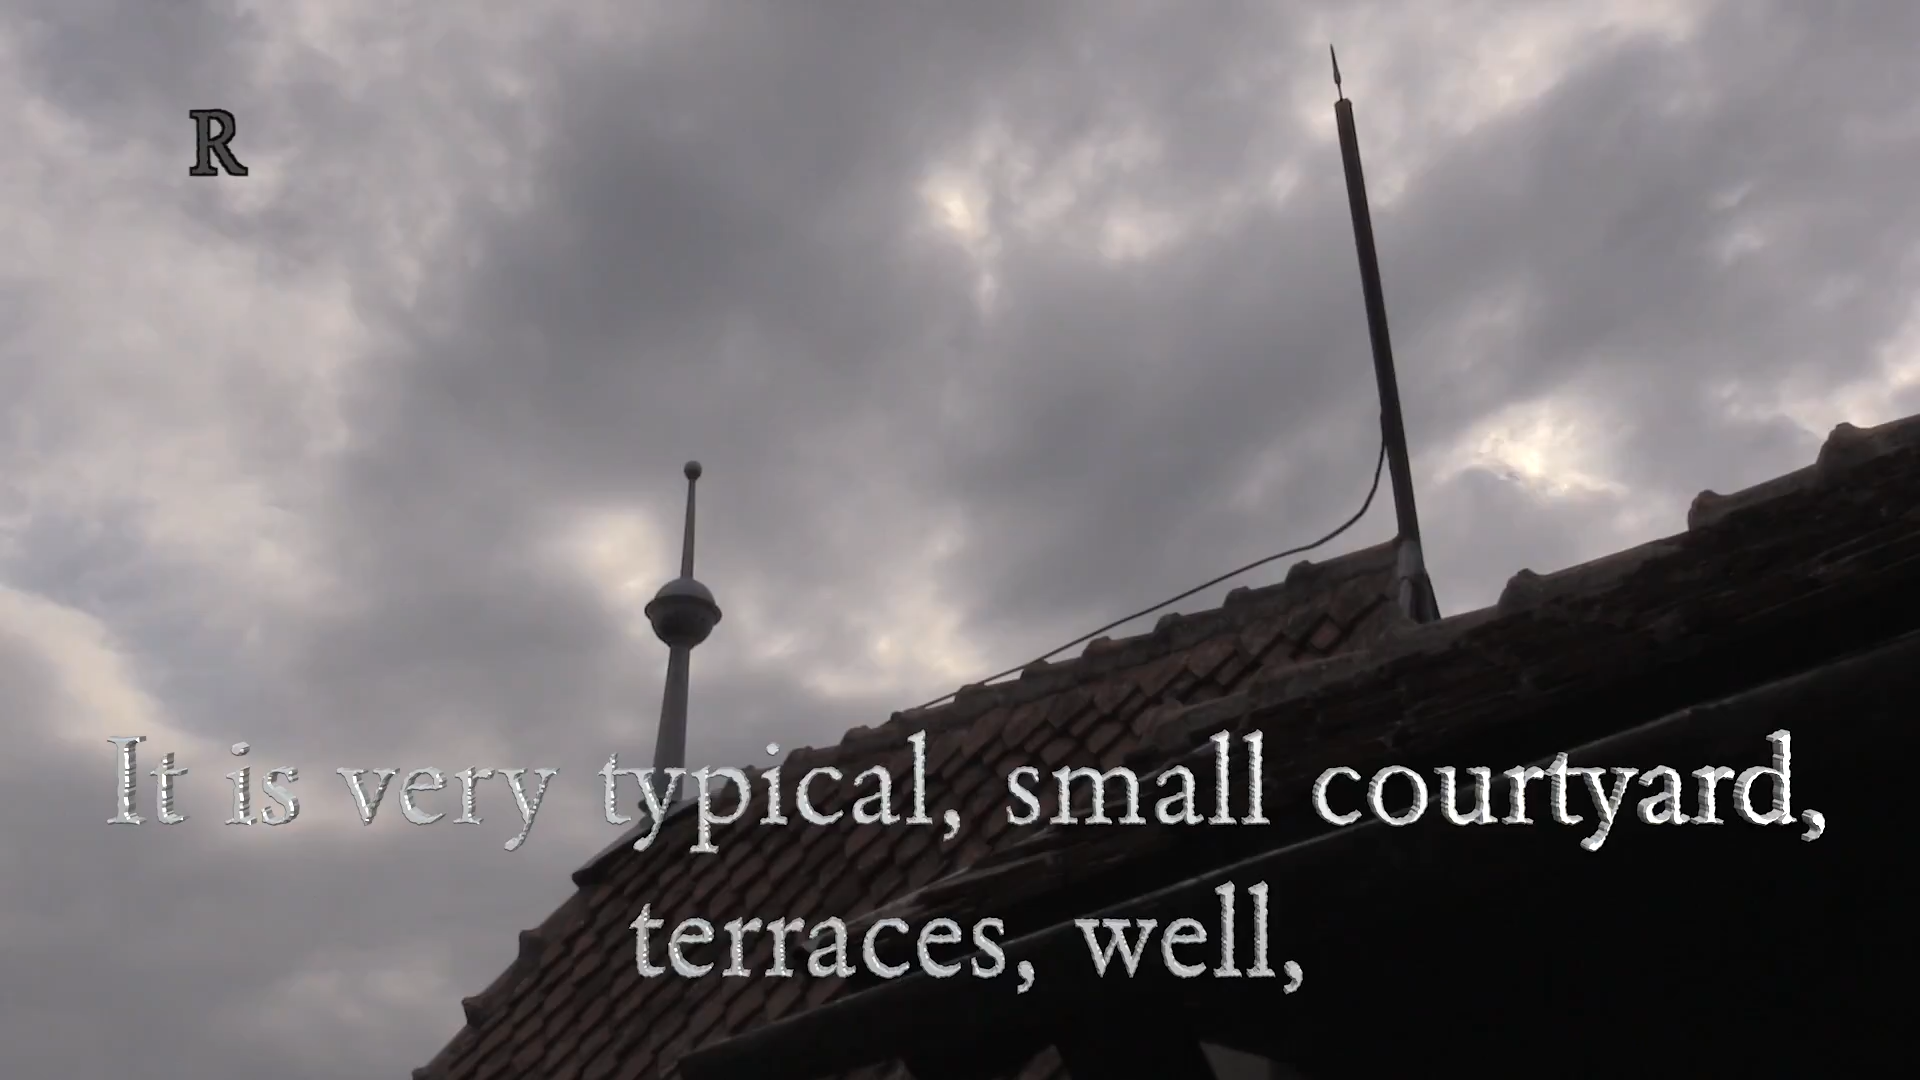 R
It is very typical, small courtyard,
terraces, well,